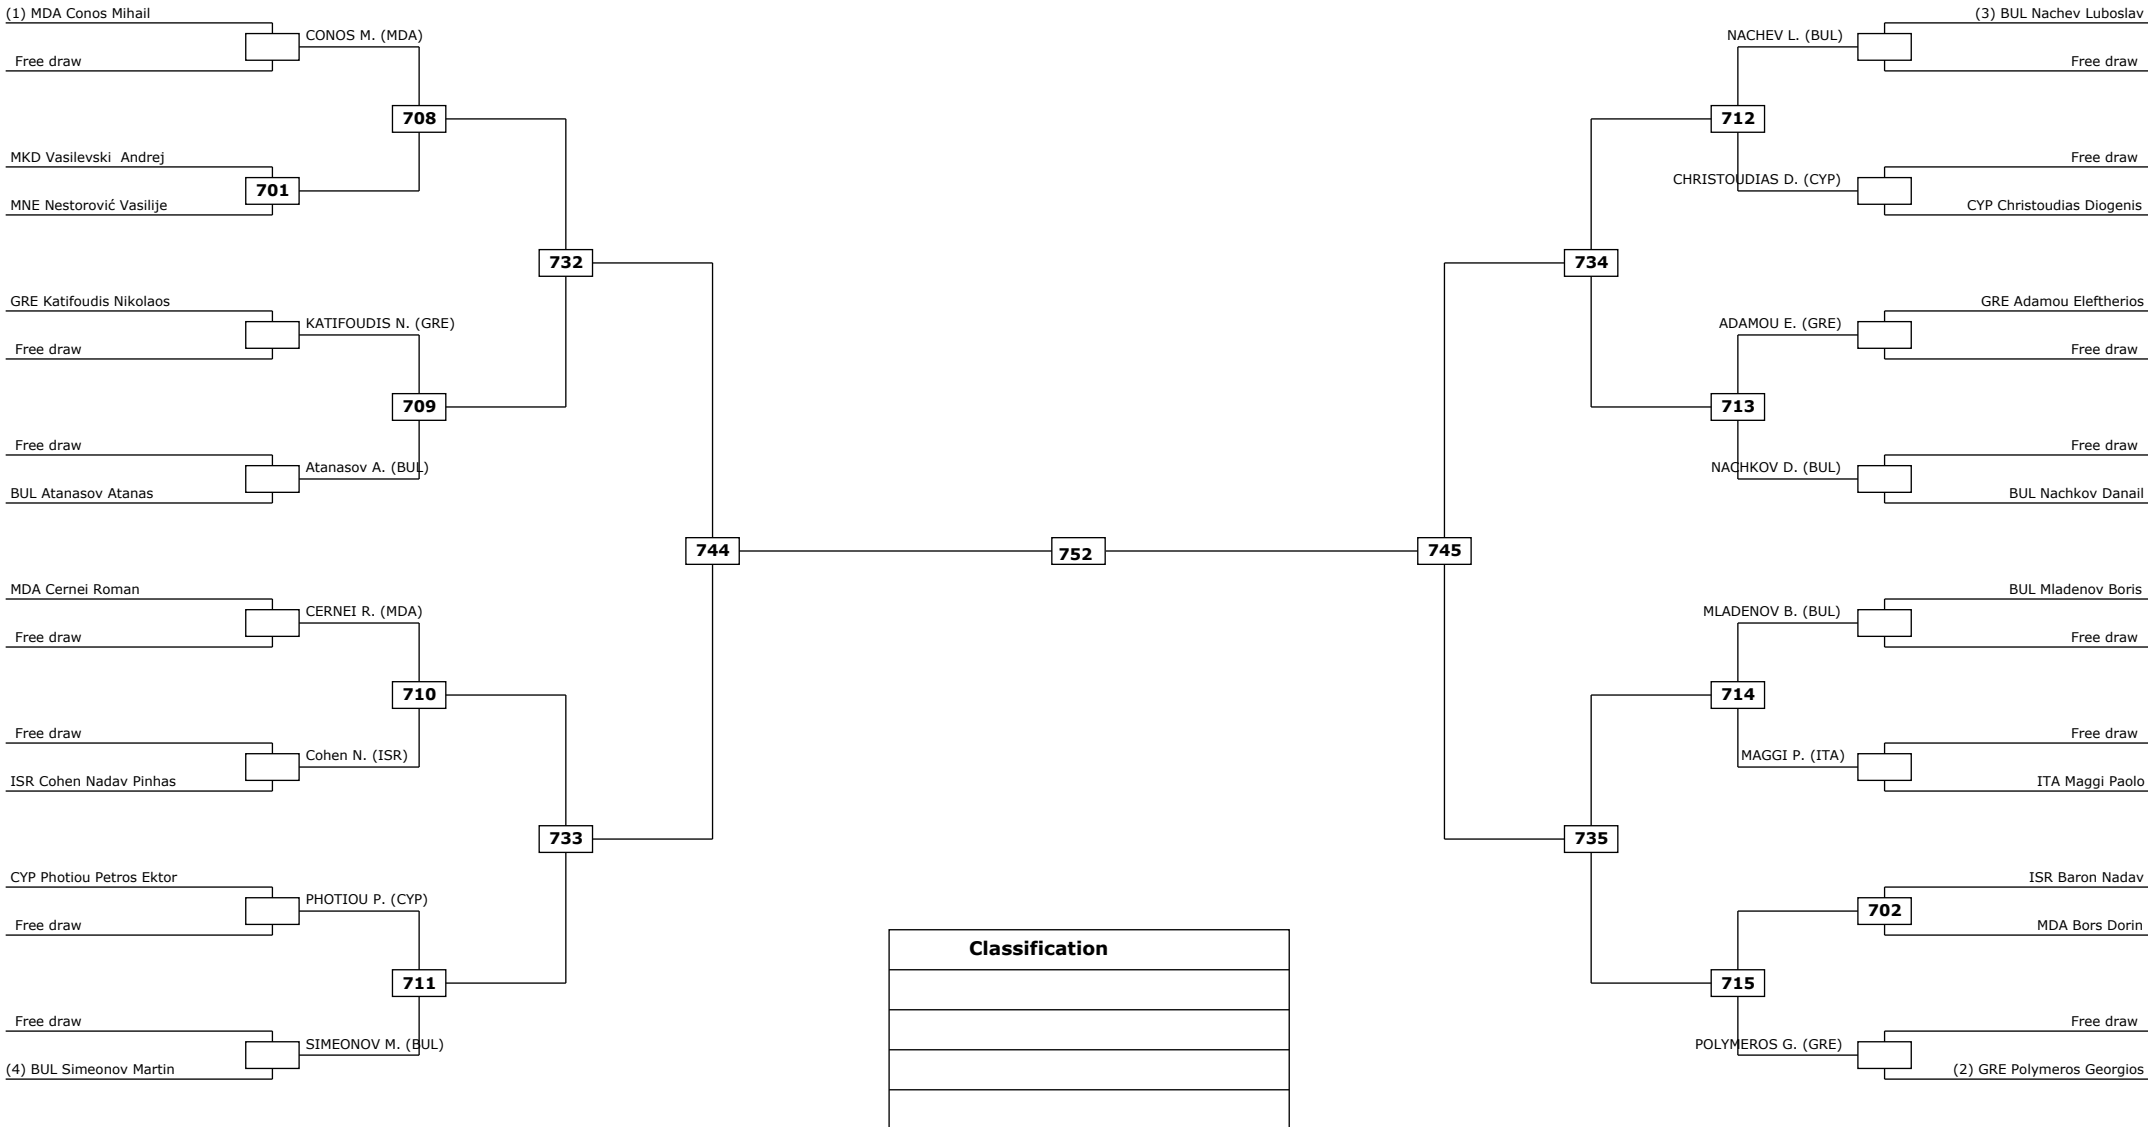 (1) MDA Conos Mihail
CONOS M. (MDA)
Free draw
708
MKD Vasilevski  Andrej
701
MNE Nestorović Vasilije
732
GRE Katifoudis Nikolaos
KATIFOUDIS N. (GRE)
Free draw
709
Free draw
Atanasov A. (BUL)
BUL Atanasov Atanas
744
MDA Cernei Roman
CERNEI R. (MDA)
Free draw
710
Free draw
Cohen N. (ISR)
ISR Cohen Nadav Pinhas
733
CYP Photiou Petros Ektor
PHOTIOU P. (CYP)
Free draw
711
Free draw
SIMEONOV M. (BUL)
(4) BUL Simeonov Martin
752
Classification
(3) BUL Nachev Luboslav
NACHEV L. (BUL)
Free draw
712
Free draw
CHRISTOUDIAS D. (CYP)
CYP Christoudias Diogenis
734
GRE Adamou Eleftherios
ADAMOU E. (GRE)
Free draw
713
Free draw
NACHKOV D. (BUL)
BUL Nachkov Danail
745
BUL Mladenov Boris
MLADENOV B. (BUL)
Free draw
714
Free draw
MAGGI P. (ITA)
ITA Maggi Paolo
735
ISR Baron Nadav
702
MDA Bors Dorin
715
Free draw
POLYMEROS G. (GRE)
(2) GRE Polymeros Georgios